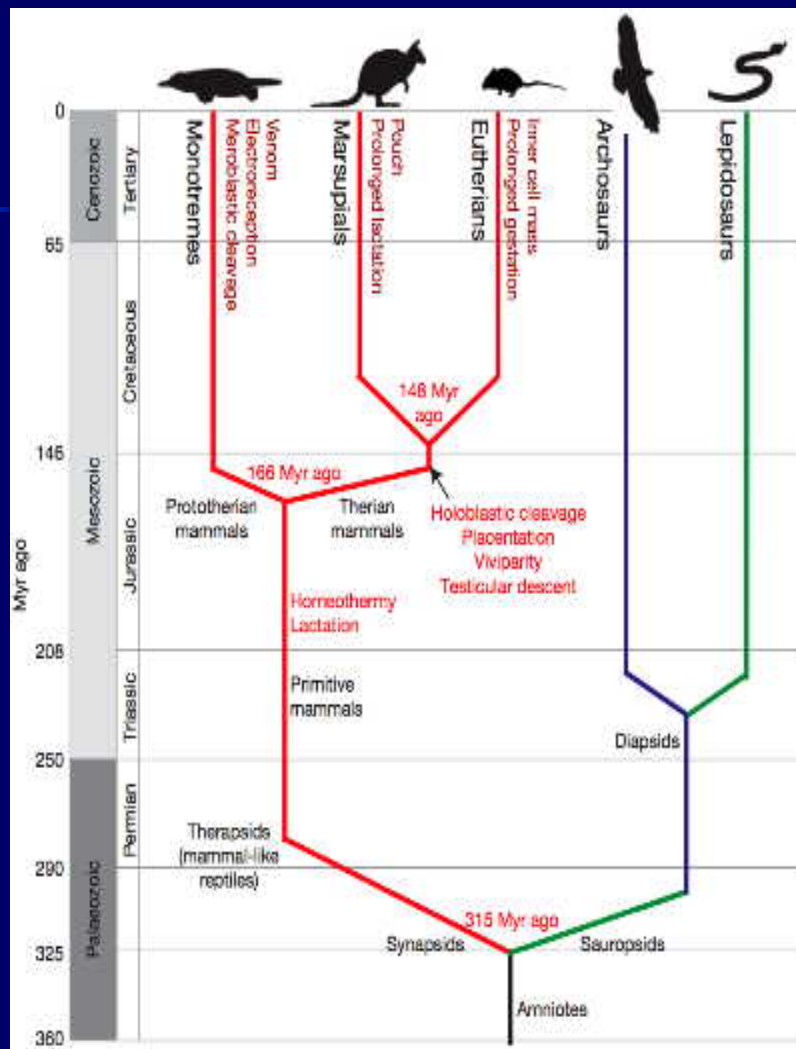 0
65
146
208
250
290
325
360
Myr ago
Cenozoic
Mesozoic
Palaeozoic
Tertiary
Cretaceous
Jurassic
Triassic
Permian
Monotremes
Venom
Electroreception
Meroblastic cleavage
Marsupials
Pouch
Prolonged lactation
Eutherians
Inner cell mass
Prolonged gestation
Archosaurs
Lepidosaurs
148 Myr
ago
166 Myr ago
Prototherian
mammals
Therian
mammals
Holoblastic cleavage
Placentation
Viviparity
Testicular descent
Homeothermy
Lactation
Primitive
mammals
Diapsids
Therapsids
(mammal-like
reptiles)
315 Myr ago
Synapsids
Sauropsids
Amniotes